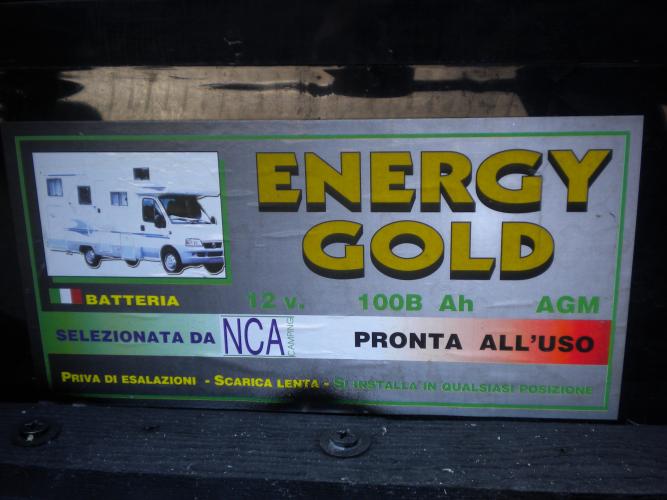 ENERGY
GOLD
BATTERIA 12 v. 100B Ah AGM
SELEZIONATA DA NCA CAMPING PRONTA ALL'USO
PRIVA DI ESALAZIONI - SCARICA LENTA - SI INSTALLA IN QUALSIASI POSIZIONE